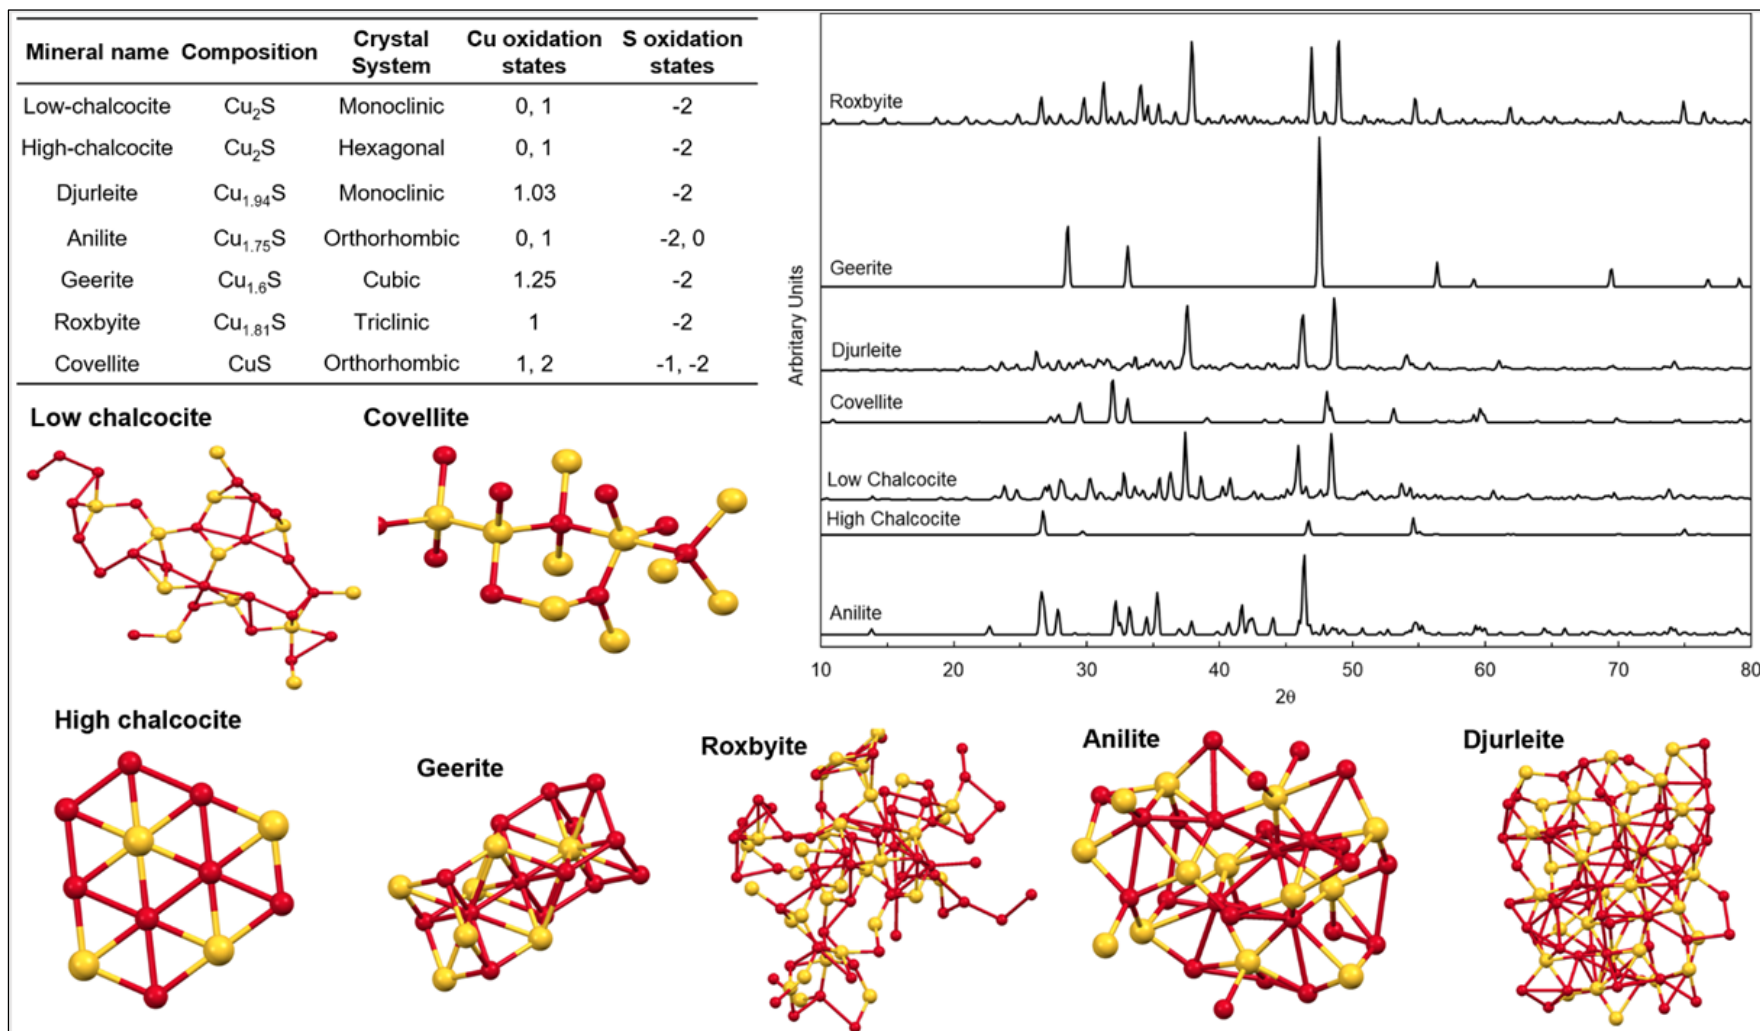 Mineral name Composition Crystal System Cu oxidation states S oxidation states
Low-chalcocite Cu2S Monoclinic 0, 1 -2
High-chalcocite Cu2S Hexagonal 0, 1 -2
Djurleite Cu1.94S Monoclinic 1.03 -2
Anilite Cu1.75S Orthorhombic 0, 1 -2, 0
Geerite Cu1.6S Cubic 1.25 -2
Roxbyite Cu1.81S Triclinic 1 -2
Covellite CuS Orthorhombic 1, 2 -1, -2
Roxbyite
Geerite
Djurleite
Covellite
Low Chalcocite
High Chalcocite
Anilite
Arbritary Units
10 20 30 40 50 60 70 80
2θ
Low chalcocite
Covellite
High chalcocite
Geerite
Roxbyite
Anilite
Djurleite